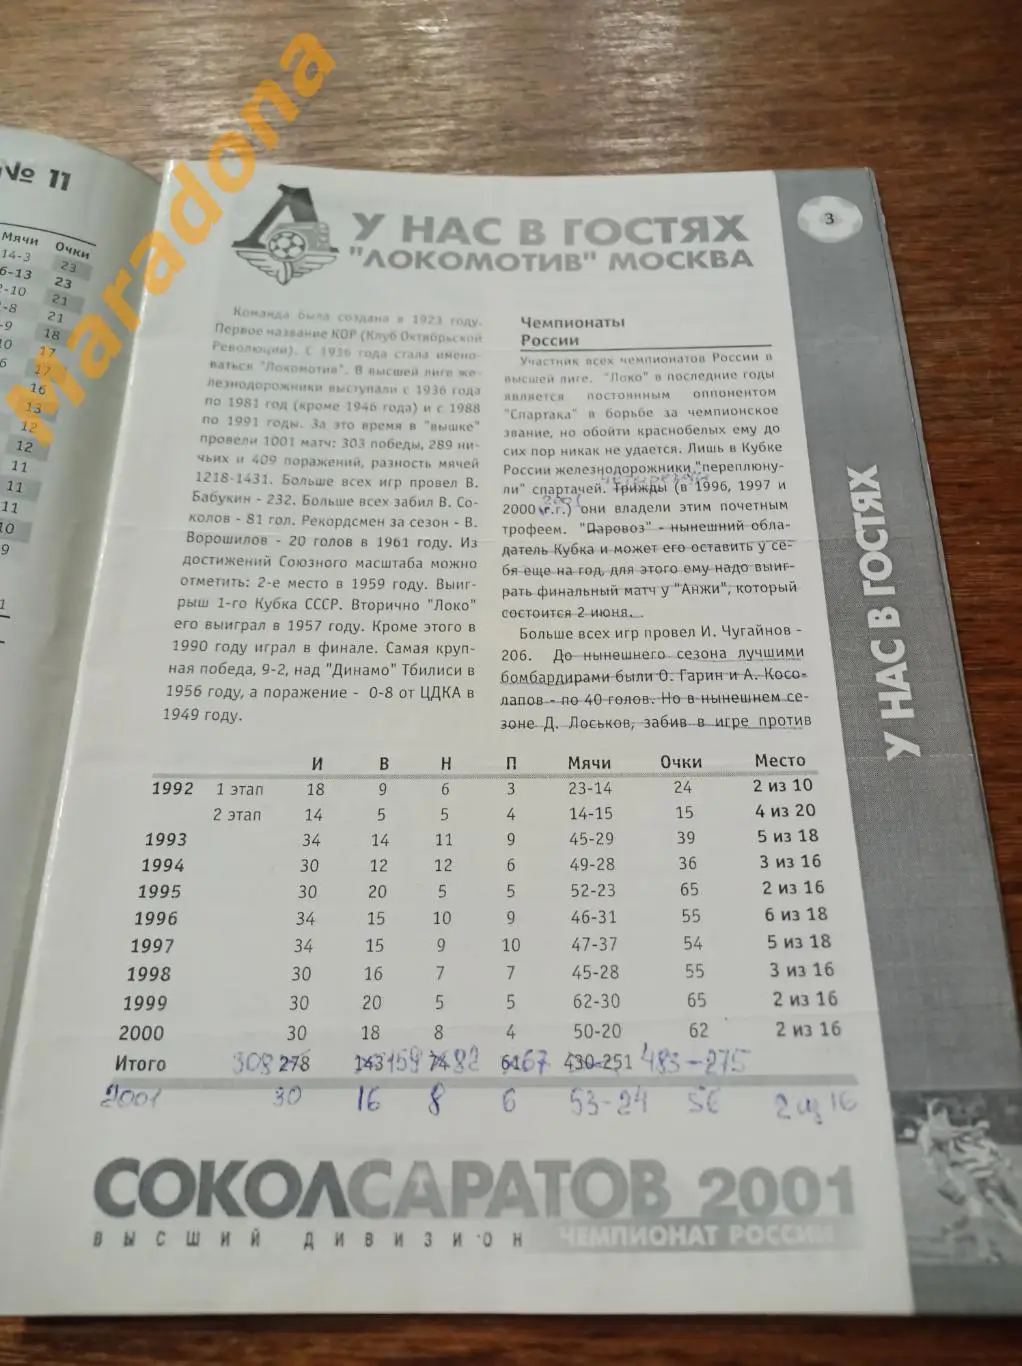 Maradona
№ 11
Мячи Очки
14-3 23
6-13 23
2-10 21
2-8 21
-9 18
10 17
6 17
16
13
12
12
11
11
11
10
9
3
У НАС В ГОСТЯХ
"ЛОКОМОТИВ" МОСКВА
Команда была создана в 1923 году.
Первое название КОР (Клуб Октябрьской
Революции). С 1936 года стала имено-
ваться "Локомотив". В высшей лиге же-
лезнодорожники выступали с 1936 года
по 1981 год (кроме 1946 года) и с 1988
по 1991 годы. За это время в "вышке"
провели 1001 матч: 303 победы, 289 ни-
чьих и 409 поражений, разность мячей
1218-1431. Больше всех игр провел В.
Бабукин - 232. Больше всех забил В. Со-
колов - 81 гол. Рекордсмен за сезон - В.
Ворошилов - 20 голов в 1961 году. Из
достижений Союзного масштаба можно
отметить: 2-е место в 1959 году. Выиг-
рыш 1-го Кубка СССР. Вторично "Локо"
его выиграл в 1957 году. Кроме этого в
1990 году играл в финале. Самая круп-
ная победа, 9-2, над "Динамо" Тбилиси в
1956 году, а поражение - 0-8 от ЦДКА в
1949 году.
Чемпионаты
России
Участник всех чемпионатов России в
высшей лиге. "Локо" в последние годы
является постоянным оппонентом
"Спартака" в борьбе за чемпионское
звание, но обойти краснобелых ему до
сих пор никак не удается. Лишь в Кубке
России железнодорожники "переплюну-
ли" спартачей. Трижды (в 1996, 1997 и
2000 г.г.) они владели этим почетным
трофеем. "Паровоз" - нынешний обла-
датель Кубка и может его оставить у се-
бя еще на год, для этого ему надо выиг-
рать финальный матч у "Анжи", который
состоится 2 июня.
Больше всех игр провел И. Чугайнов -
206. До нынешнего сезона лучшими
бомбардирами были О. Гарин и А. Косо-
лапов - по 40 голов. Но в нынешнем се-
зоне Д. Лоськов, забив в игре против
И В Н П Мячи Очки Место
1992 1 этап 18 9 6 3 23-14 24 2 из 10
2 этап 14 5 5 4 14-15 15 4 из 20
1993 34 14 11 9 45-29 39 5 из 18
1994 30 12 12 6 49-28 36 3 из 16
1995 30 20 5 5 52-23 65 2 из 16
1996 34 15 10 9 46-31 55 6 из 18
1997 34 15 9 10 47-37 54 5 из 18
1998 30 16 7 7 45-28 55 3 из 16
1999 30 20 5 5 62-30 65 2 из 16
2000 30 18 8 4 50-20 62 2 из 16
Итого 308 278 143 159 74 82 61 67 430-251 483-275
2001 30 16 8 6 53-24 56 2 из 16
СОКОЛСАРАТОВ 2001
ВЫСШИЙ ДИВИЗИОН ЧЕМПИОНАТ РОССИИ
У НАС В ГОСТЯХ